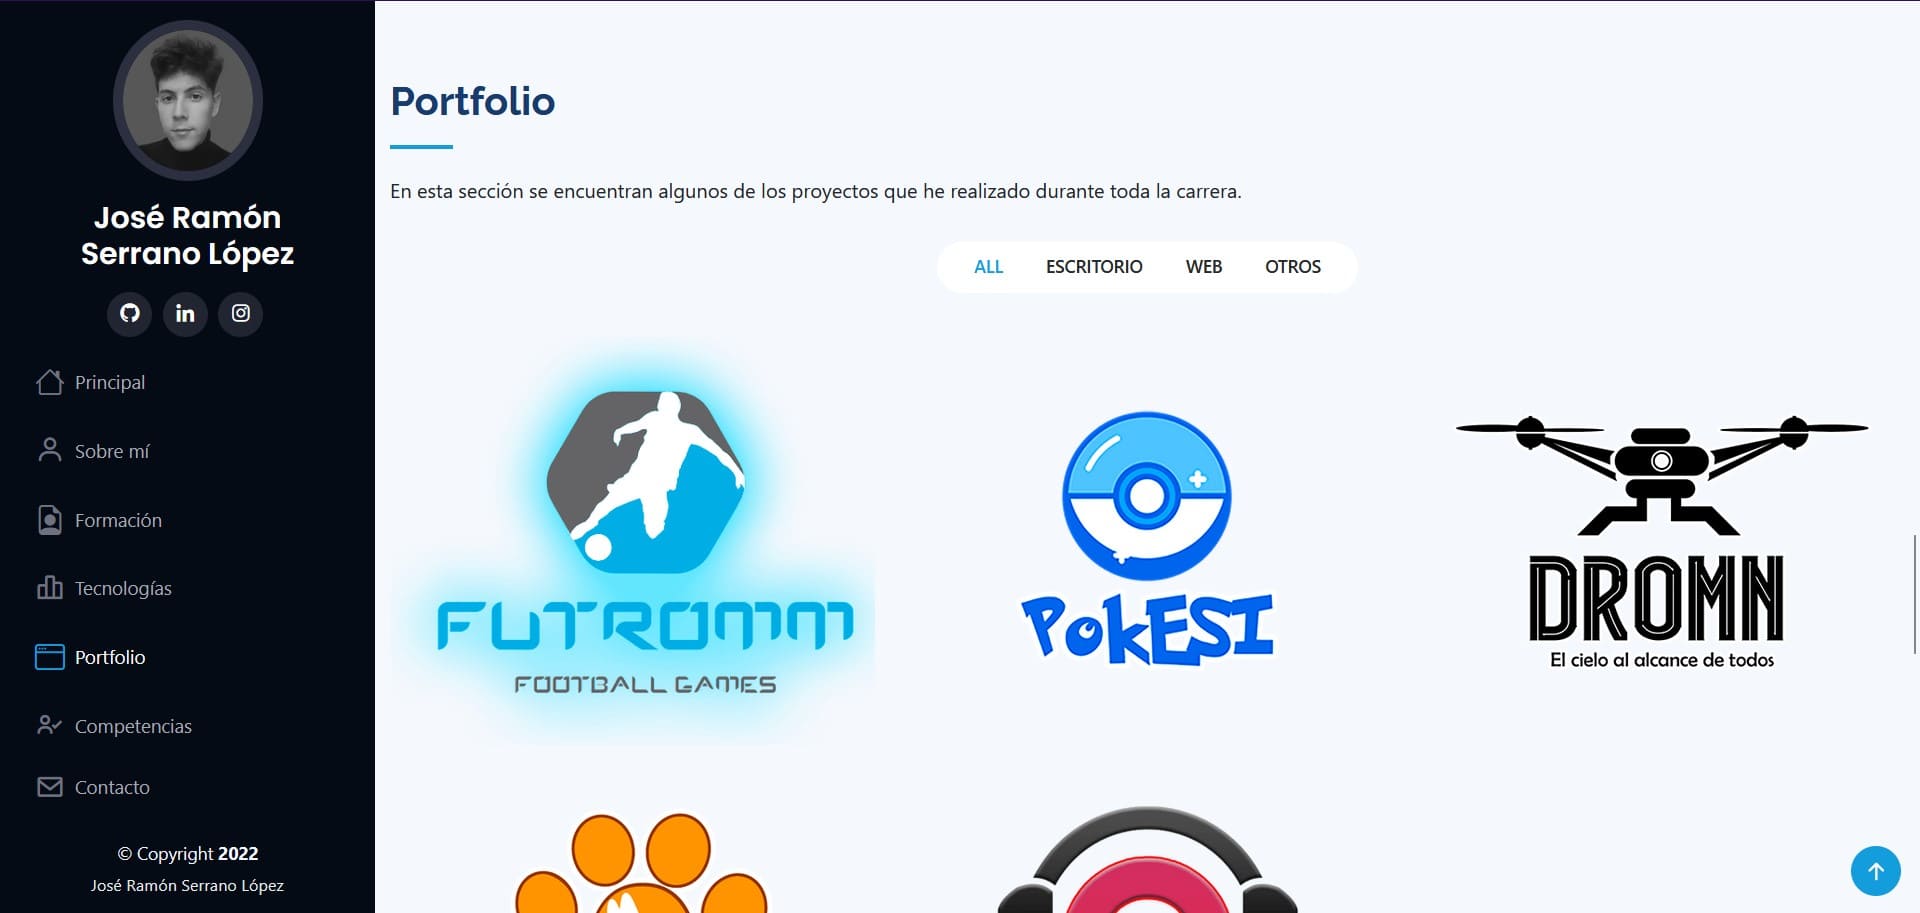 José Ramón
Serrano López
Principal
Sobre mí
Formación
Tecnologías
Portfolio
Competencias
Contacto
© Copyright 2022
José Ramón Serrano López
Portfolio
En esta sección se encuentran algunos de los proyectos que he realizado durante toda la carrera.
ALL ESCRITORIO WEB OTROS
FUTROMM
FOOTBALL GAMES
POKESI
DROMN
El cielo al alcance de todos